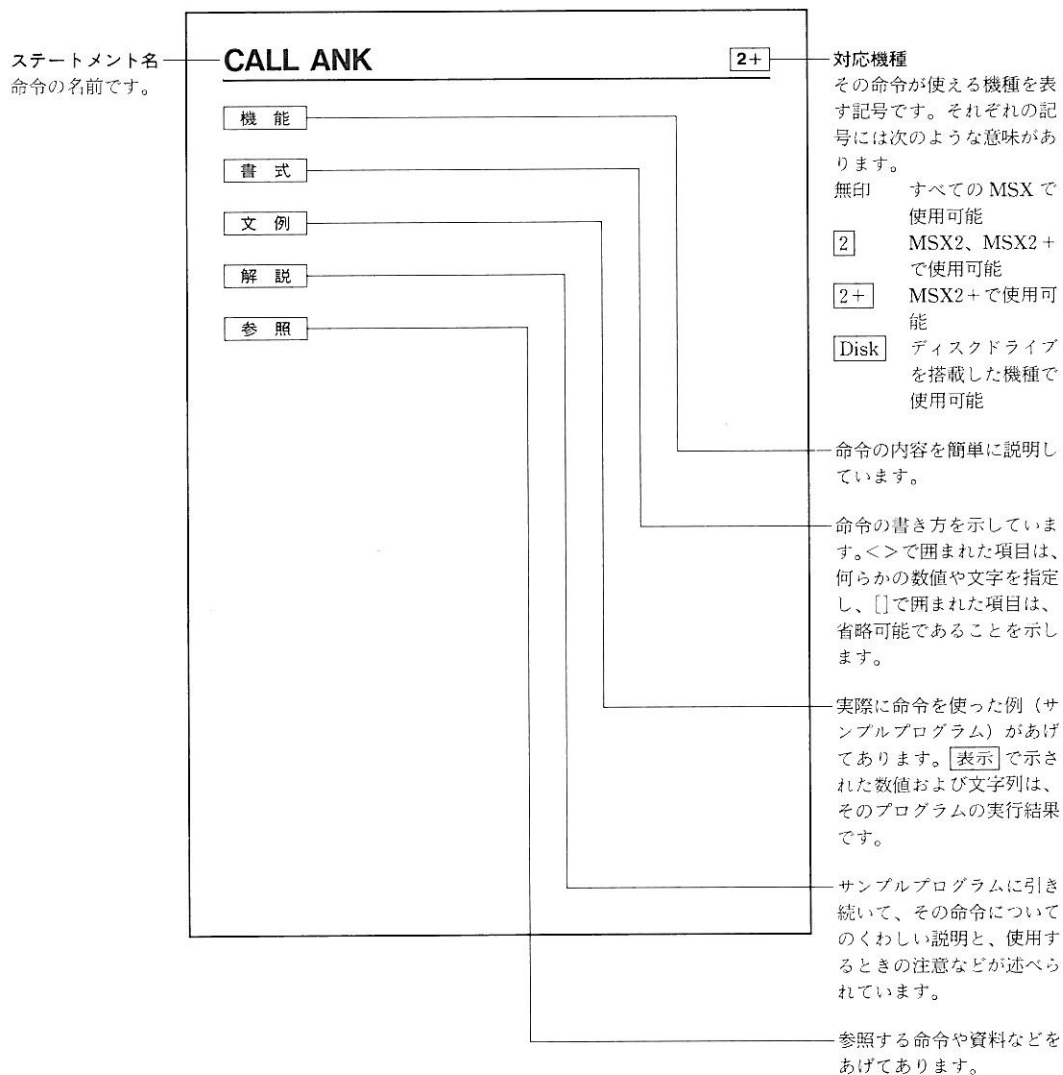 ステートメント名
命令の名前です。
CALL ANK
2+
機 能
書 式
文 例
解 説
参 照
対応機種
その命令が使える機種を表
す記号です。それぞれの記
号には次のような意味があ
ります。
無印 すべての MSX で
使用可能
2 MSX2、MSX2+
で使用可能
2+ MSX2+で使用可
能
Disk ディスクドライブ
を搭載した機種で
使用可能
命令の内容を簡単に説明し
ています。
命令の書き方を示していま
す。<>で囲まれた項目は、
何らかの数値や文字を指定
し、[]で囲まれた項目は、
省略可能であることを示し
ます。
実際に命令を使った例(サ
ンプルプログラム)があげ
てあります。表示で示さ
れた数値および文字列は、
そのプログラムの実行結果
です。
サンプルプログラムに引き
続いて、その命令について
のくわしい説明と、使用す
るときの注意などが述べら
れています。
参照する命令や資料などを
あげてあります。